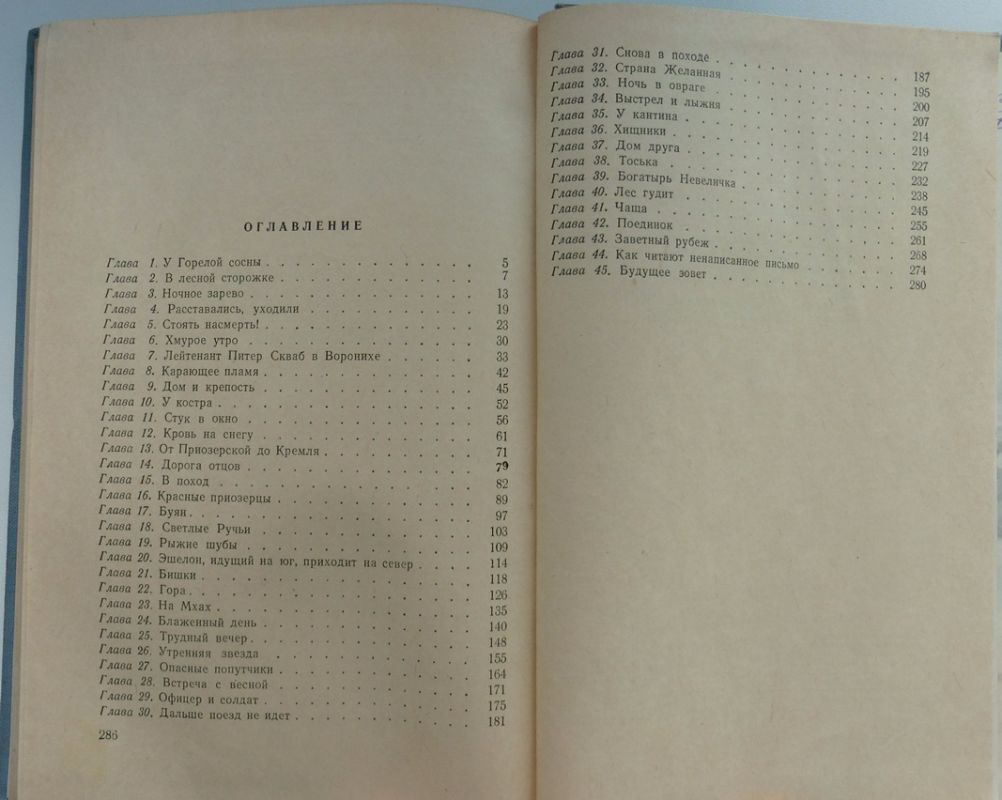 ОГЛАВЛЕНИЕ
Глава 1. У Горелой сосны . . . . . . . . . . . . . 5
Глава 2. В лесной сторожке . . . . . . . . . . . . 7
Глава 3. Ночное зарево . . . . . . . . . . . . . . 13
Глава 4. Расставались, уходили . . . . . . . . . . 19
Глава 5. Стоять насмерть! . . . . . . . . . . . . . 23
Глава 6. Хмурое утро . . . . . . . . . . . . . . 30
Глава 7. Лейтенант Питер Скваб в Воронихе . . . . . . 33
Глава 8. Карающее пламя . . . . . . . . . . . . . 42
Глава 9. Дом и крепость . . . . . . . . . . . . . 45
Глава 10. У костра . . . . . . . . . . . . . . . 52
Глава 11. Стук в окно . . . . . . . . . . . . . . 56
Глава 12. Кровь на снегу . . . . . . . . . . . . . 61
Глава 13. От Приозерской до Кремля . . . . . . . . . 71
Глава 14. Дорога отцов . . . . . . . . . . . . . . 79
Глава 15. В поход . . . . . . . . . . . . . . . 82
Глава 16. Красные приозерцы . . . . . . . . . . . . 89
Глава 17. Буян . . . . . . . . . . . . . . . . 97
Глава 18. Светлые Ручьи . . . . . . . . . . . . . 103
Глава 19. Рыжие шубы . . . . . . . . . . . . . . 109
Глава 20. Эшелон, идущий на юг, приходит на север . . . . 114
Глава 21. Бишки . . . . . . . . . . . . . . . . 118
Глава 22. Гора . . . . . . . . . . . . . . . . 126
Глава 23. На Мхах . . . . . . . . . . . . . . . 135
Глава 24. Блаженный день . . . . . . . . . . . . . 140
Глава 25. Трудный вечер . . . . . . . . . . . . . 148
Глава 26. Утренняя звезда . . . . . . . . . . . . 155
Глава 27. Опасные попутчики . . . . . . . . . . . . 164
Глава 28. Встреча с весной . . . . . . . . . . . . 171
Глава 29. Офицер и солдат . . . . . . . . . . . . . 175
Глава 30. Дальше поезд не идет . . . . . . . . . . . 181
286
Глава 31. Снова в походе . . . . . . . . . . . . . 187
Глава 32. Страна Желанная . . . . . . . . . . . . . 195
Глава 33. Ночь в овраге . . . . . . . . . . . . . 200
Глава 34. Выстрел и лыжня . . . . . . . . . . . . . 207
Глава 35. У кантина . . . . . . . . . . . . . . . 214
Глава 36. Хищники . . . . . . . . . . . . . . . 219
Глава 37. Дом друга . . . . . . . . . . . . . . . 227
Глава 38. Тоська . . . . . . . . . . . . . . . . 232
Глава 39. Богатырь Невеличка . . . . . . . . . . . . 238
Глава 40. Лес гудит . . . . . . . . . . . . . . . 245
Глава 41. Чаща . . . . . . . . . . . . . . . . 255
Глава 42. Поединок . . . . . . . . . . . . . . . 261
Глава 43. Заветный рубеж . . . . . . . . . . . . . 268
Глава 44. Как читают ненаписанное письмо . . . . . . . 274
Глава 45. Будущее зовет . . . . . . . . . . . . . 280